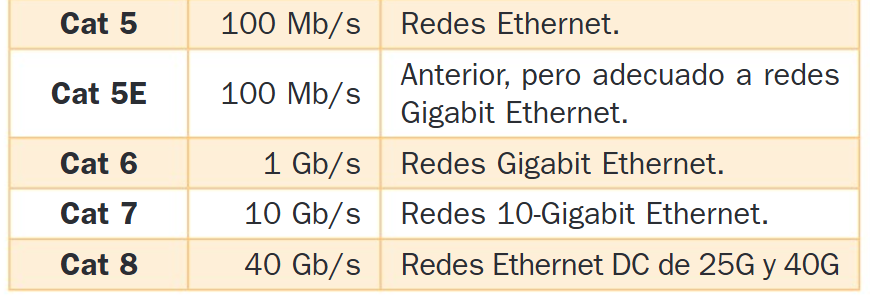 Cat 5 100 Mb/s Redes Ethernet.
Cat 5E 100 Mb/s Anterior, pero adecuado a redes
Gigabit Ethernet.
Cat 6 1 Gb/s Redes Gigabit Ethernet.
Cat 7 10 Gb/s Redes 10-Gigabit Ethernet.
Cat 8 40 Gb/s Redes Ethernet DC de 25G y 40G